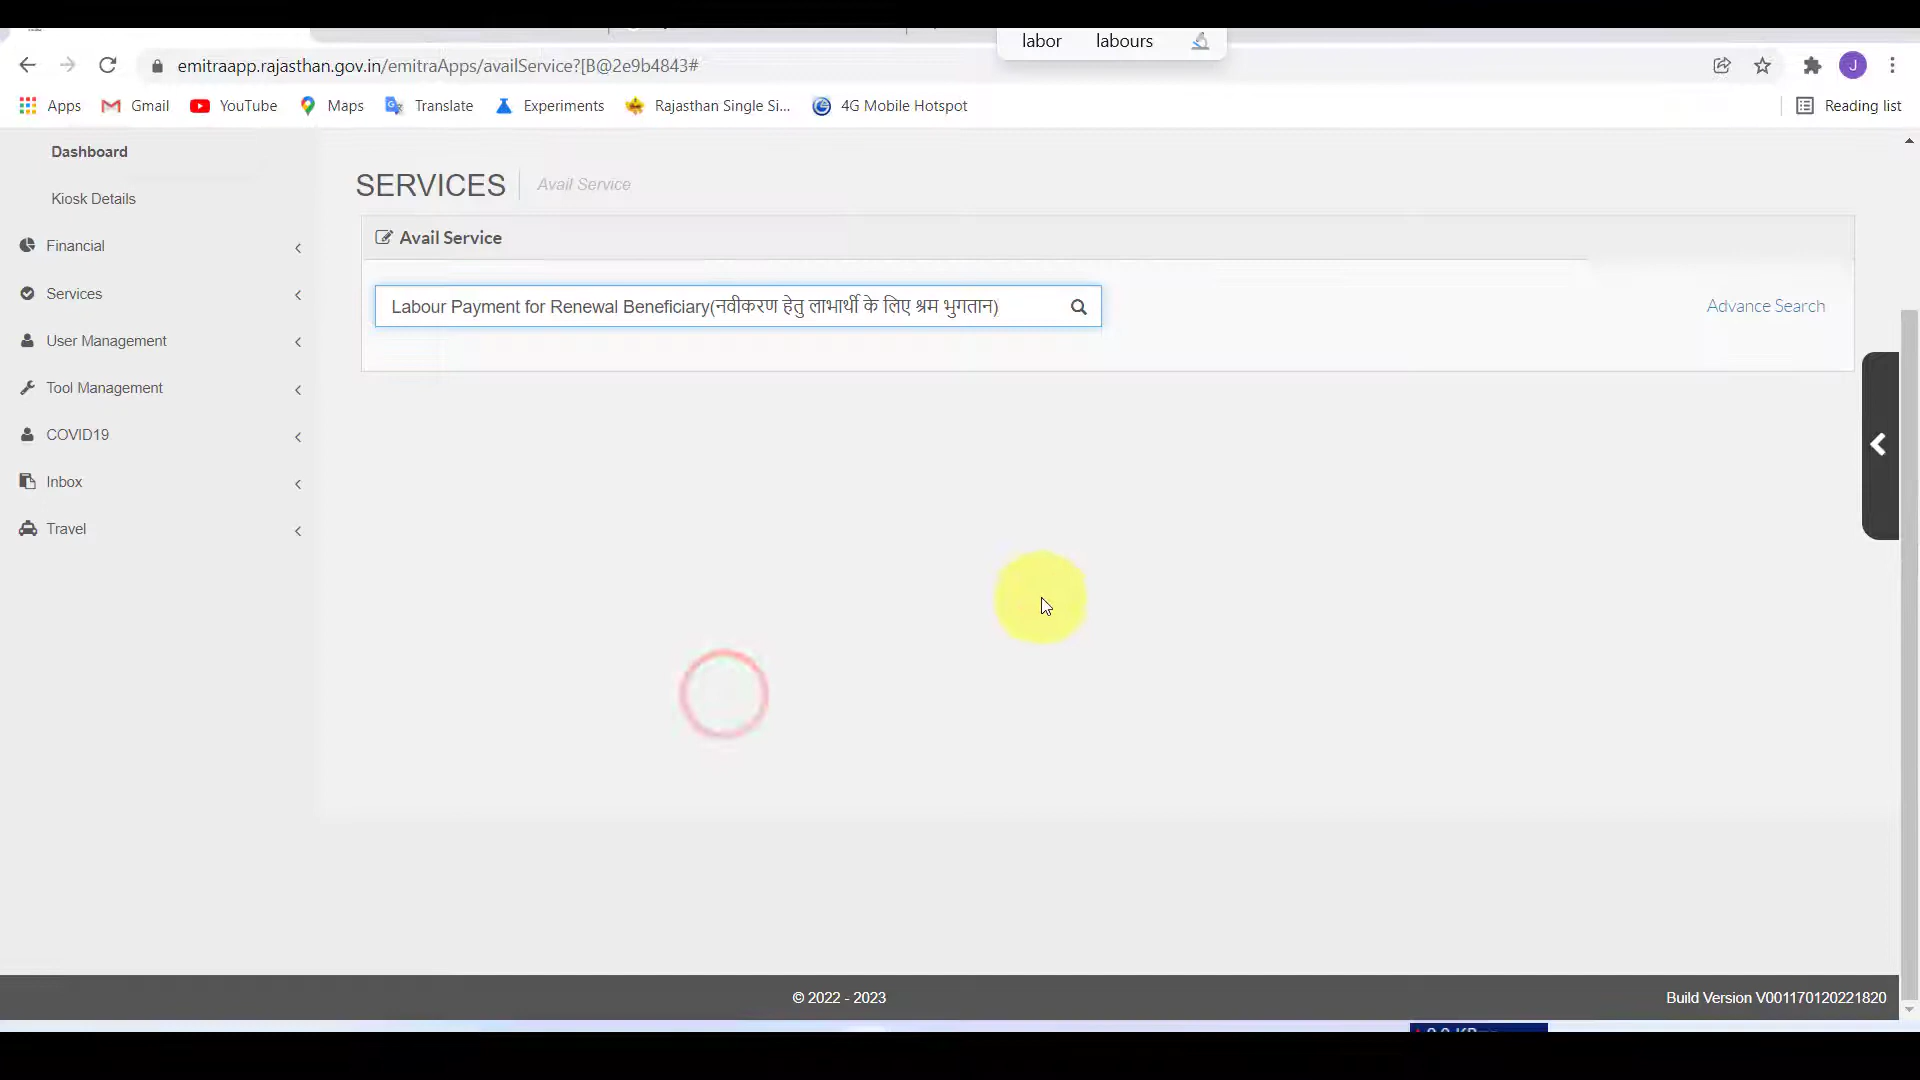 labor labours
emitraapp.rajasthan.gov.in/emitraApps/availService?[B@2e9b4843#
J
Apps Gmail YouTube Maps Translate Experiments Rajasthan Single Si... 4G Mobile Hotspot Reading list
Dashboard
Kiosk Details
Financial
Services
User Management
Tool Management
COVID19
Inbox
Travel
SERVICES Avail Service
Avail Service
Labour Payment for Renewal Beneficiary(नवीकरण हेतु लाभार्थी के लिए श्रम भुगतान)
Advance Search
© 2022 - 2023
Build Version V001170120221820